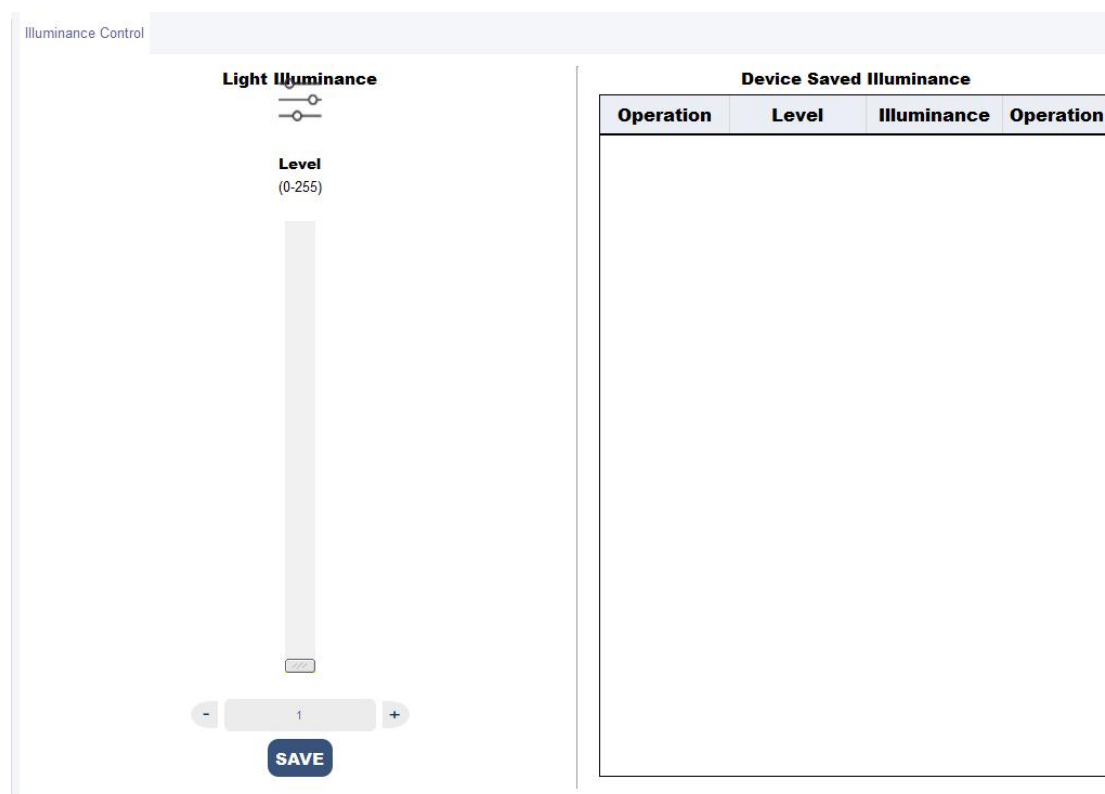 Illuminance Control
Light Illuminance
Level
(0-255)
- 1 +
SAVE
Device Saved Illuminance
Operation Level Illuminance Operation